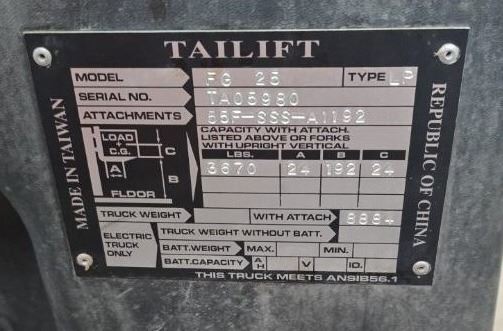 TAILIFT
MODEL FG 25 TYPE LP
SERIAL NO. TA05980
ATTACHMENTS 55F-SSS-A1192
CAPACITY WITH ATTACH.
LISTED ABOVE OR FORKS
WITH UPRIGHT VERTICAL
LOAD
+
C.G. C
A
B
FLOOR
LBS. A B C
3670 24 192 24
TRUCK WEIGHT WITH ATTACH 8884
ELECTRIC
TRUCK
ONLY
TRUCK WEIGHT WITHOUT BATT.
BATT.WEIGHT MAX. MIN.
BATT.CAPACITY A
H V ID.
THIS TRUCK MEETS ANSIB56.1
MADE IN TAIWAN
REPUBLIC OF CHINA